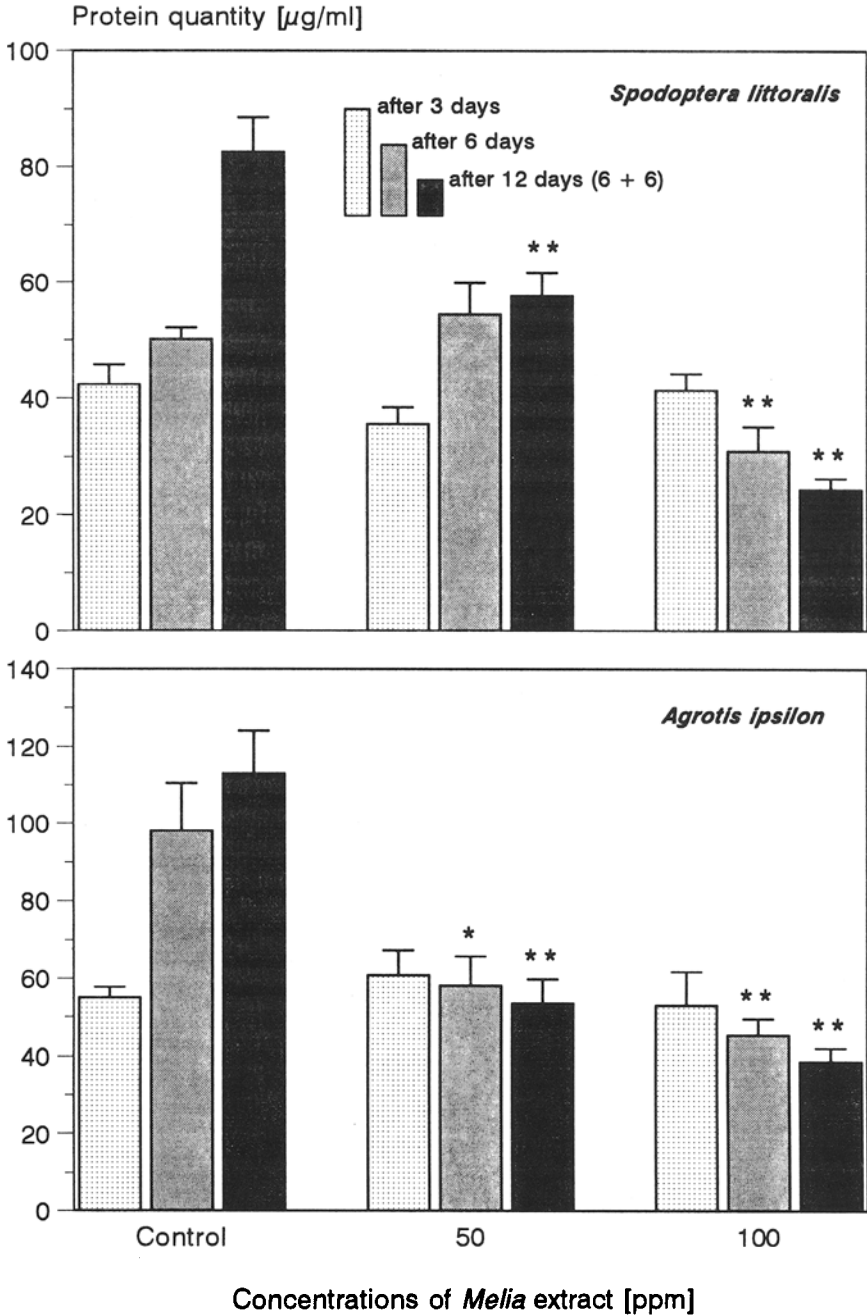 Protein quantity [µg/ml]
100
80
60
40
20
0
Spodoptera littoralis
after 3 days
after 6 days
after 12 days (6 + 6)
* *
* *
* *
140
120
100
80
60
40
20
0
Agrotis ipsilon
*
* *
* *
* *
Control 50 100
Concentrations of Melia extract [ppm]